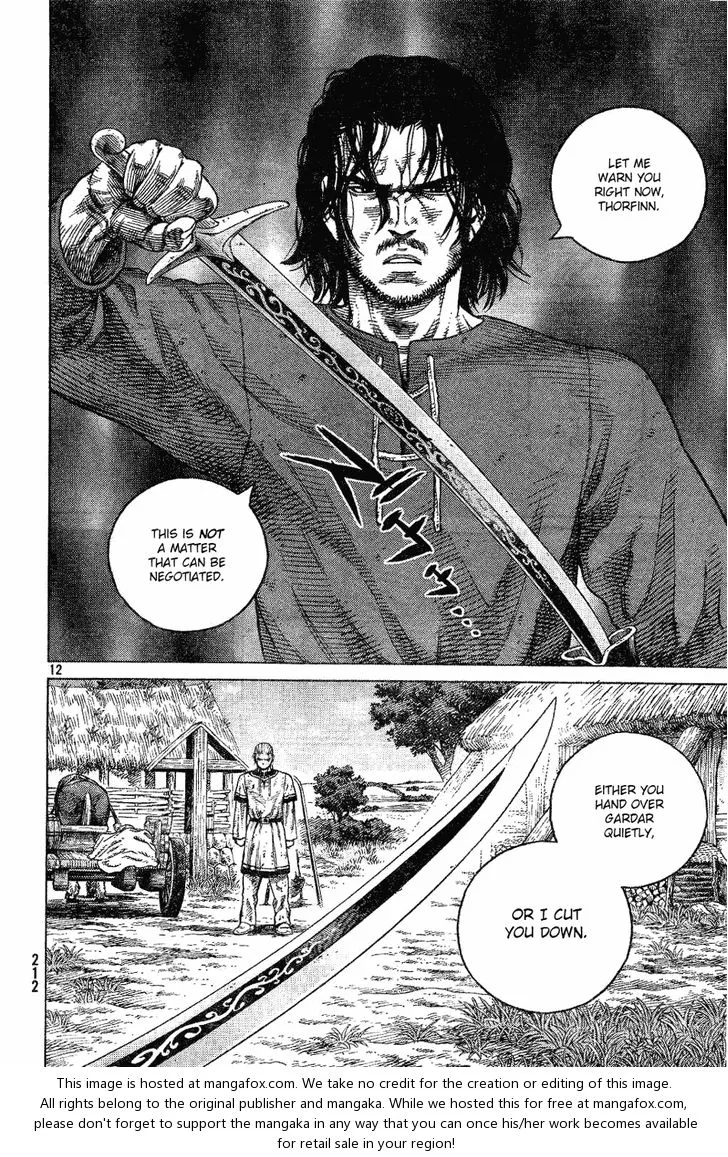 LET ME
WARN YOU
RIGHT NOW,
THORFINN.
THIS IS NOT
A MATTER
THAT CAN BE
NEGOTIATED.
12
EITHER YOU
HAND OVER
GARDAR
QUIETLY,
OR I CUT
YOU DOWN.
212
This image is hosted at mangafox.com. We take no credit for the creation or editing of this image.
All rights belong to the original publisher and mangaka. While we hosted this for free at mangafox.com,
please don't forget to support the mangaka in any way that you can once his/her work becomes available
for retail sale in your region!